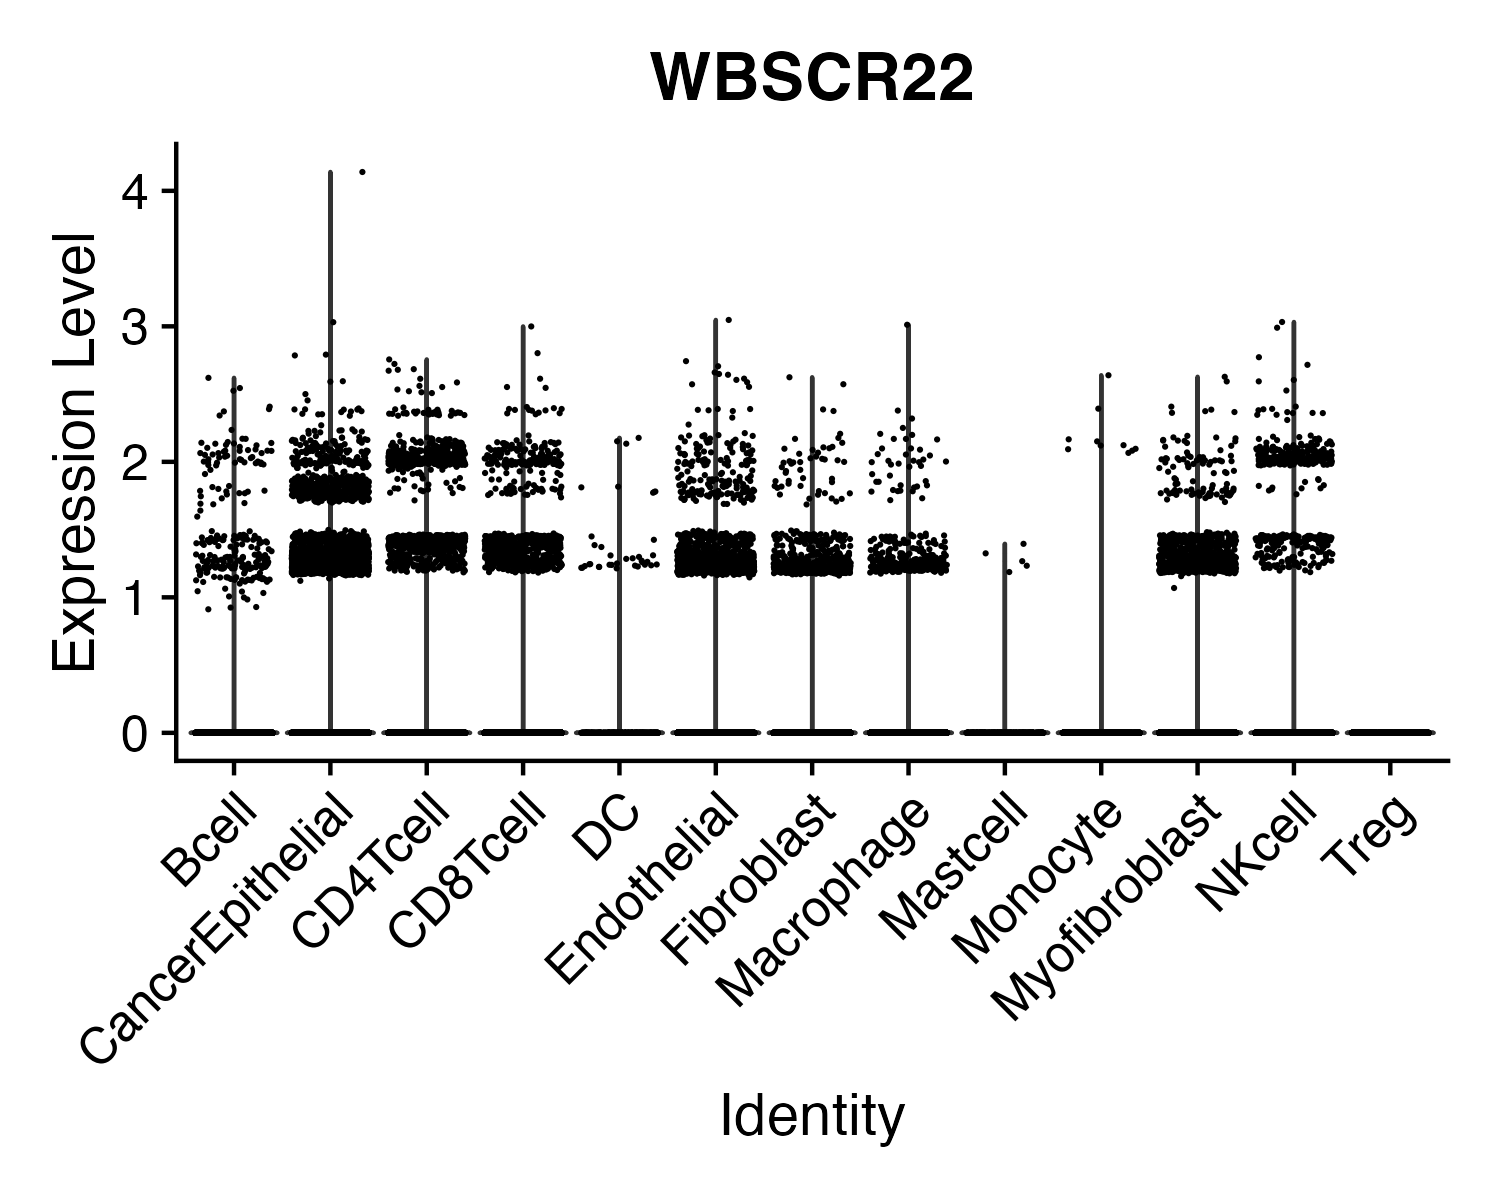 WBSCR22
Expression Level
4
3
2
1
0
Bcell
CancerEpithelial
CD4Tcell
CD8Tcell
DC
Endothelial
Fibroblast
Macrophage
Mastcell
Monocyte
Myofibroblast
NKcell
Treg
Identity